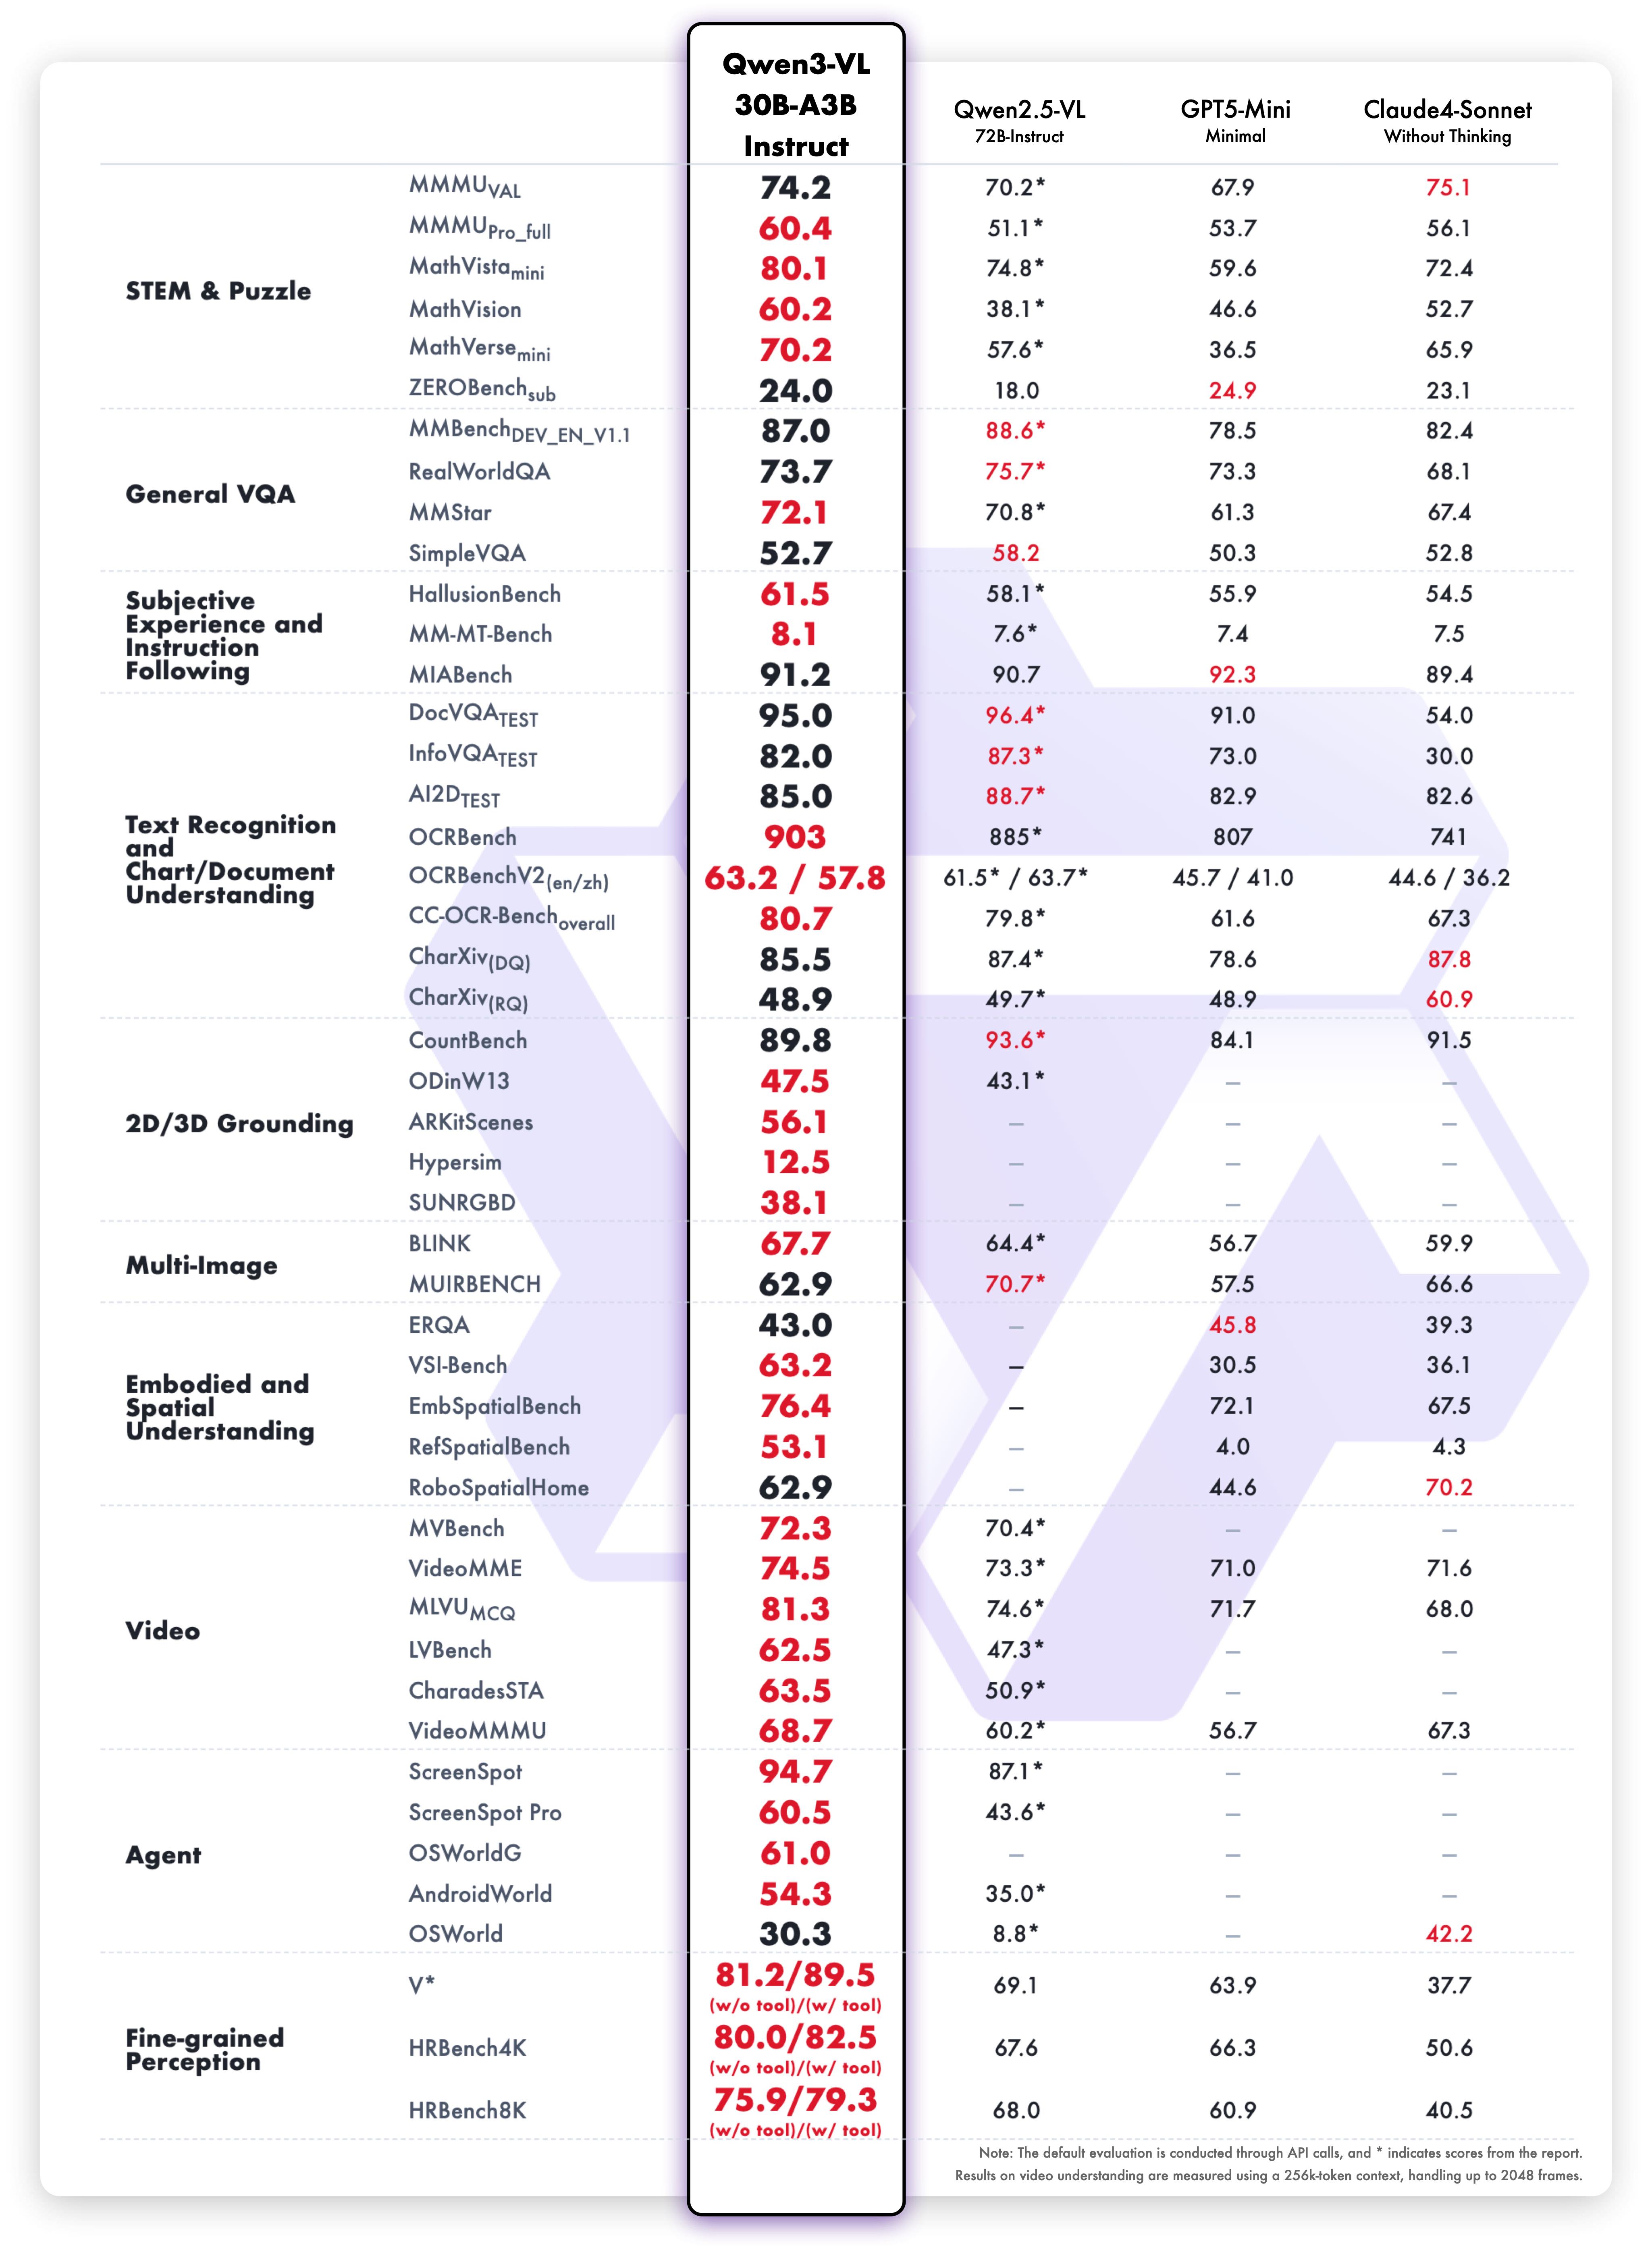 Qwen3-VL
30B-A3B
Instruct
Qwen2.5-VL
72B-Instruct
GPT5-Mini
Minimal
Claude4-Sonnet
Without Thinking
STEM & Puzzle
MMMU VAL 74.2 70.2* 67.9 75.1
MMMU Pro_full 60.4 51.1* 53.7 56.1
MathVista mini 80.1 74.8* 59.6 72.4
MathVision 60.2 38.1* 46.6 52.7
MathVerse mini 70.2 57.6* 36.5 65.9
ZEROBench sub 24.0 18.0 24.9 23.1
General VQA
MMBench DEV_EN_V1.1 87.0 88.6* 78.5 82.4
RealWorldQA 73.7 75.7* 73.3 68.1
MMStar 72.1 70.8* 61.3 67.4
SimpleVQA 52.7 58.2 50.3 52.8
Subjective
Experience and
Instruction
Following
HallusionBench 61.5 58.1* 55.9 54.5
MM-MT-Bench 8.1 7.6* 7.4 7.5
MIABench 91.2 90.7 92.3 89.4
Text Recognition
and
Chart/Document
Understanding
DocVQA TEST 95.0 96.4* 91.0 54.0
InfoVQA TEST 82.0 87.3* 73.0 30.0
AI2D TEST 85.0 88.7* 82.9 82.6
OCRBench 903 885* 807 741
OCRBenchV2 (en/zh) 63.2 / 57.8 61.5* / 63.7* 45.7 / 41.0 44.6 / 36.2
CC-OCR-Bench overall 80.7 79.8* 61.6 67.3
CharXiv (DQ) 85.5 87.4* 78.6 87.8
CharXiv (RQ) 48.9 49.7* 48.9 60.9
2D/3D Grounding
CountBench 89.8 93.6* 84.1 91.5
ODinW13 47.5 43.1* – –
ARKitScenes 56.1 – – –
Hypersim 12.5 – – –
SUNRGBD 38.1 – – –
Multi-Image
BLINK 67.7 64.4* 56.7 59.9
MUIRBENCH 62.9 70.7* 57.5 66.6
Embodied and
Spatial
Understanding
ERQA 43.0 – 45.8 39.3
VSI-Bench 63.2 – 30.5 36.1
EmbSpatialBench 76.4 – 72.1 67.5
RefSpatialBench 53.1 – 4.0 4.3
RoboSpatialHome 62.9 – 44.6 70.2
Video
MVBench 72.3 70.4* – –
VideoMME 74.5 73.3* 71.0 71.6
MLVU MCQ 81.3 74.6* 71.7 68.0
LVBench 62.5 47.3* – –
CharadesSTA 63.5 50.9* – –
VideoMMMU 68.7 60.2* 56.7 67.3
Agent
ScreenSpot 94.7 87.1* – –
ScreenSpot Pro 60.5 43.6* – –
OSWorldG 61.0 – – –
AndroidWorld 54.3 35.0* – –
OSWorld 30.3 8.8* – 42.2
Fine-grained
Perception
V* 81.2/89.5 69.1 63.9 37.7
(w/o tool)/(w/ tool)
HRBench4K 80.0/82.5 67.6 66.3 50.6
(w/o tool)/(w/ tool)
HRBench8K 75.9/79.3 68.0 60.9 40.5
(w/o tool)/(w/ tool)
Note: The default evaluation is conducted through API calls, and * indicates scores from the report.
Results on video understanding are measured using a 256k-token context, handling up to 2048 frames.